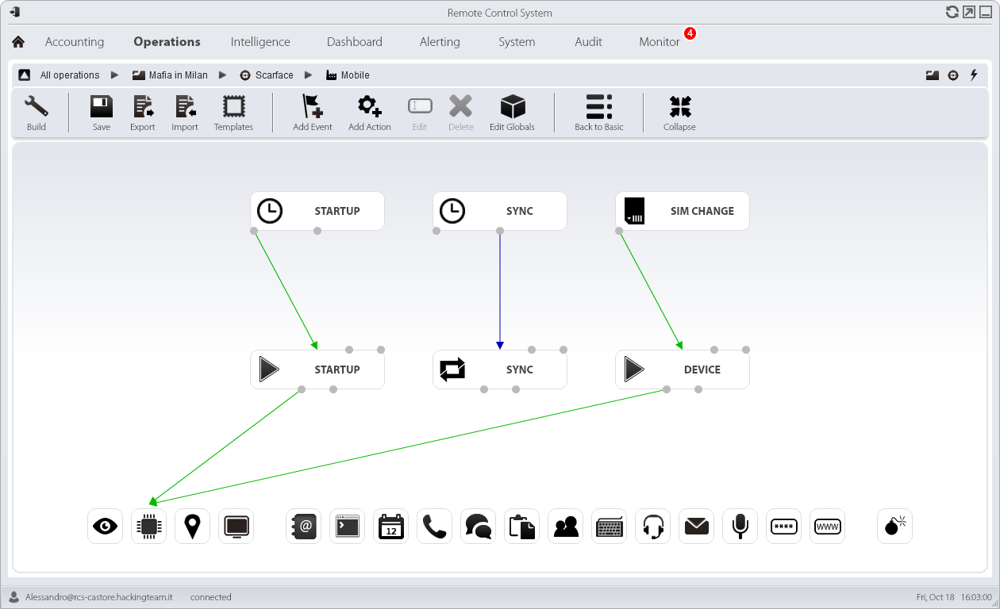 Remote Control System
Accounting Operations Intelligence Dashboard Alerting System Audit Monitor 4
All operations Mafia in Milan Scarface Mobile
Build Save Export Import Templates Add Event Add Action Edit Delete Edit Globals Back to Basic Collapse
STARTUP SYNC SIM CHANGE
STARTUP SYNC DEVICE
@ 12 **** WWW
Alessandro@rcs-castore.hackingteam.it connected Fri, Oct 18 16:03:00